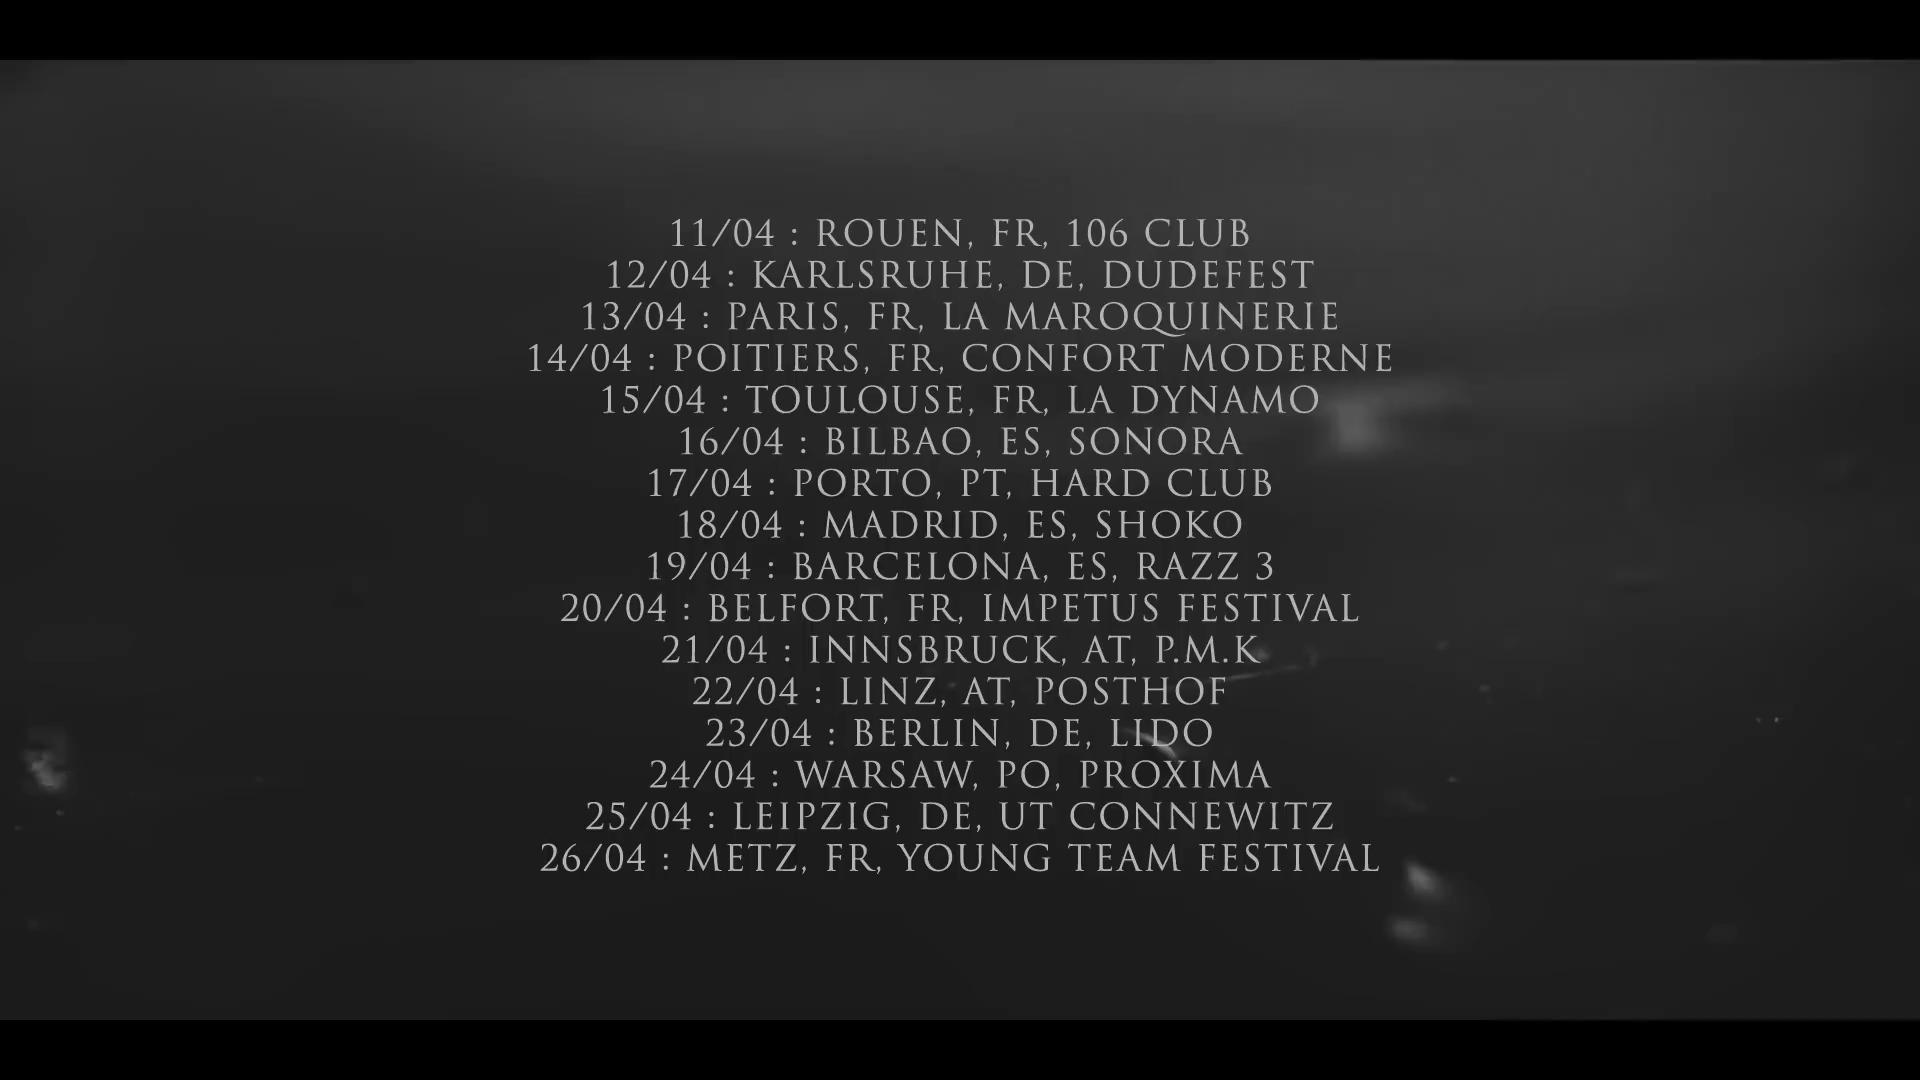 11/04 : ROUEN, FR, 106 CLUB
12/04 : KARLSRUHE, DE, DUDEFEST
13/04 : PARIS, FR, LA MAROQUINERIE
14/04 : POITIERS, FR, CONFORT MODERNE
15/04 : TOULOUSE, FR, LA DYNAMO
16/04 : BILBAO, ES, SONORA
17/04 : PORTO, PT, HARD CLUB
18/04 : MADRID, ES, SHOKO
19/04 : BARCELONA, ES, RAZZ 3
20/04 : BELFORT, FR, IMPETUS FESTIVAL
21/04 : INNSBRUCK, AT, P.M.K
22/04 : LINZ, AT, POSTHOF
23/04 : BERLIN, DE, LIDO
24/04 : WARSAW, PO, PROXIMA
25/04 : LEIPZIG, DE, UT CONNEWITZ
26/04 : METZ, FR, YOUNG TEAM FESTIVAL